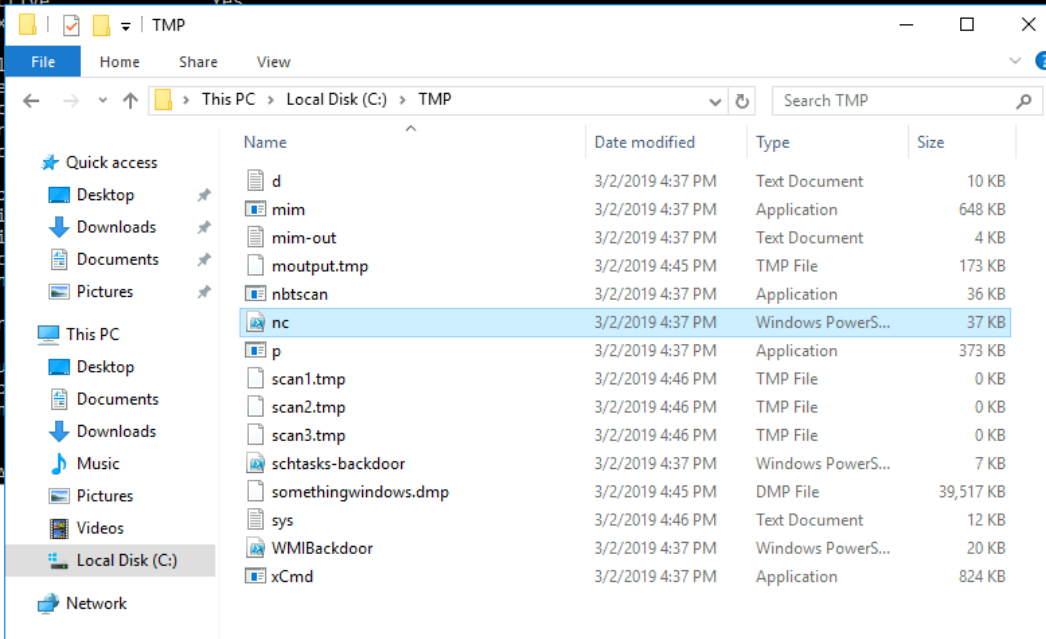 Yes
TMP
File Home Share View
This PC Local Disk (C:) TMP Search TMP
Name Date modified Type Size
Quick access
Desktop
Downloads
Documents
Pictures
This PC
Desktop
Documents
Downloads
Music
Pictures
Videos
Local Disk (C:)
Network
d 3/2/2019 4:37 PM Text Document 10 KB
mim 3/2/2019 4:37 PM Application 648 KB
mim-out 3/2/2019 4:37 PM Text Document 4 KB
moutput.tmp 3/2/2019 4:45 PM TMP File 173 KB
nbtscan 3/2/2019 4:37 PM Application 36 KB
nc 3/2/2019 4:37 PM Windows PowerS... 37 KB
p 3/2/2019 4:37 PM Application 373 KB
scan1.tmp 3/2/2019 4:46 PM TMP File 0 KB
scan2.tmp 3/2/2019 4:46 PM TMP File 0 KB
scan3.tmp 3/2/2019 4:46 PM TMP File 0 KB
schtasks-backdoor 3/2/2019 4:37 PM Windows PowerS... 7 KB
somethingwindows.dmp 3/2/2019 4:45 PM DMP File 39,517 KB
sys 3/2/2019 4:37 PM Text Document 12 KB
WMIBackdoor 3/2/2019 4:37 PM Windows PowerS... 20 KB
xCmd 3/2/2019 4:37 PM Application 824 KB